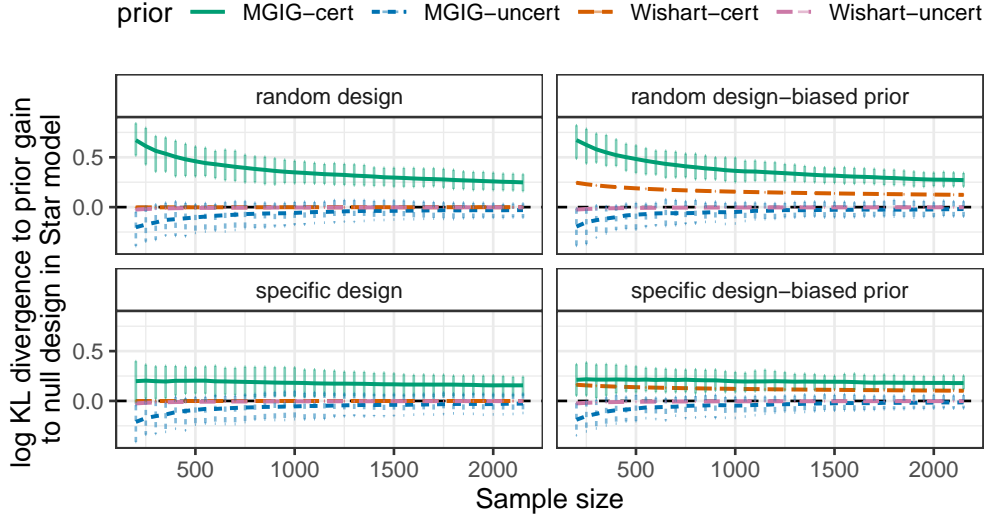 prior MGIG−cert MGIG−uncert Wishart−cert Wishart−uncert
log KL divergence to prior gain
to null design in Star model
random design
random design−biased prior
0.5
0.0
specific design
specific design−biased prior
0.5
0.0
500 1000 1500 2000 500 1000 1500 2000
Sample size